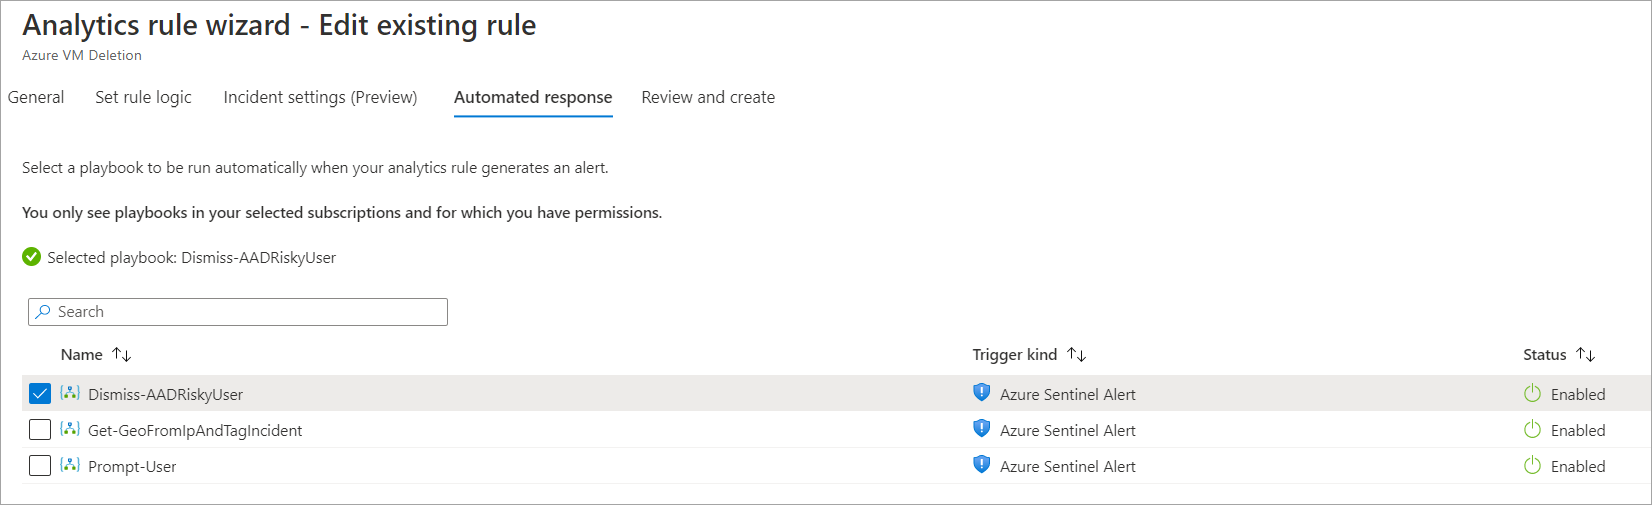 Analytics rule wizard - Edit existing rule
Azure VM Deletion
General Set rule logic Incident settings (Preview) Automated response Review and create
Select a playbook to be run automatically when your analytics rule generates an alert.
You only see playbooks in your selected subscriptions and for which you have permissions.
Selected playbook: Dismiss-AADRiskyUser
Search
Name Trigger kind Status
Dismiss-AADRiskyUser Azure Sentinel Alert Enabled
Get-GeoFromIpAndTagIncident Azure Sentinel Alert Enabled
Prompt-User Azure Sentinel Alert Enabled